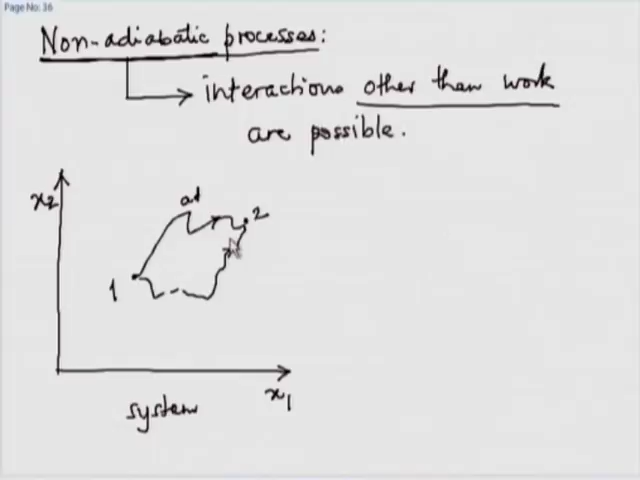 Page No: 36
Non-adiabatic processes:
interactions other than work
are possible.
x2
ad
2
1
x1
system